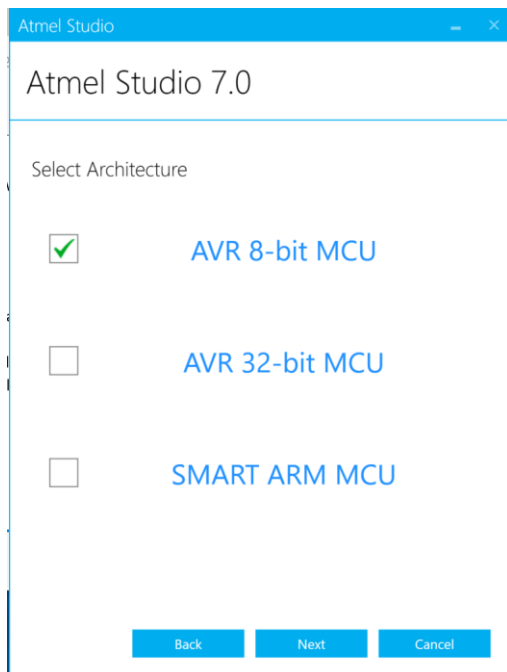 Atmel Studio
Atmel Studio 7.0
Select Architecture
AVR 8-bit MCU
AVR 32-bit MCU
SMART ARM MCU
Back Next Cancel